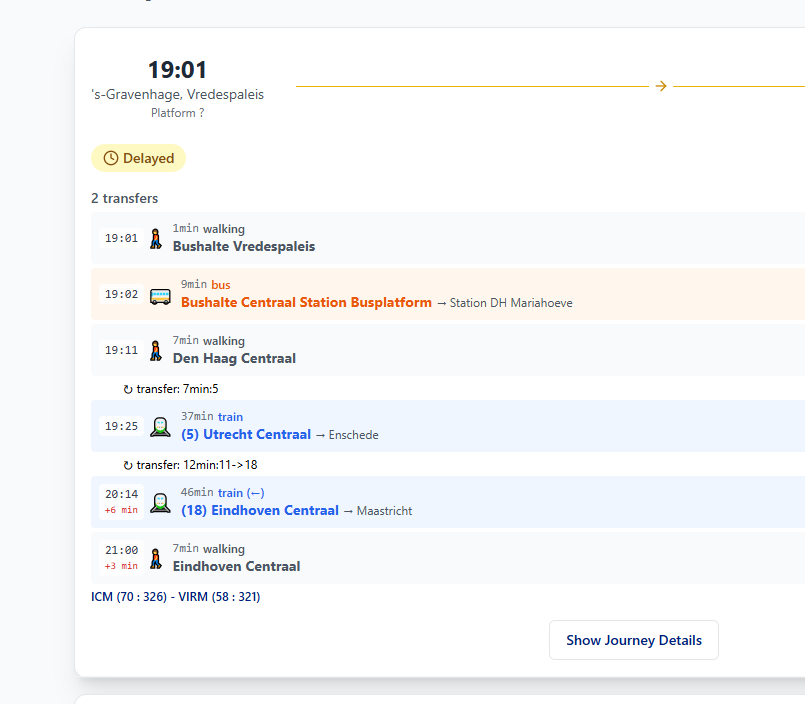 19:01
's-Gravenhage, Vredespaleis
Platform ?
Delayed
2 transfers
19:01
1min walking
Bushalte Vredespaleis
19:02
9min bus
Bushalte Centraal Station Busplatform → Station DH Mariahoeve
19:11
7min walking
Den Haag Centraal
↻ transfer: 7min:5
19:25
37min train
(5) Utrecht Centraal → Enschede
↻ transfer: 12min:11->18
20:14
+6 min
46min train (←)
(18) Eindhoven Centraal → Maastricht
21:00
+3 min
7min walking
Eindhoven Centraal
ICM (70 : 326) - VIRM (58 : 321)
Show Journey Details